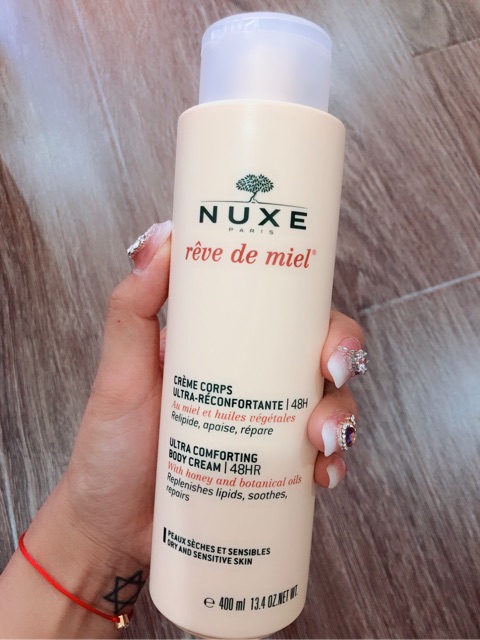 NUXE
PARIS
rêve de miel®
CRÈME CORPS
ULTRA-RÉCONFORTANTE | 48H
Au miel et huiles végétales
Relipide, apaise, répare
ULTRA COMFORTING
BODY CREAM | 48HR
With honey and botanical oils
Replenishes lipids, soothes,
repairs
PEAUX SÈCHES ET SENSIBLES
DRY AND SENSITIVE SKIN
℮ 400 ml 13.4 OZ.NET WT.